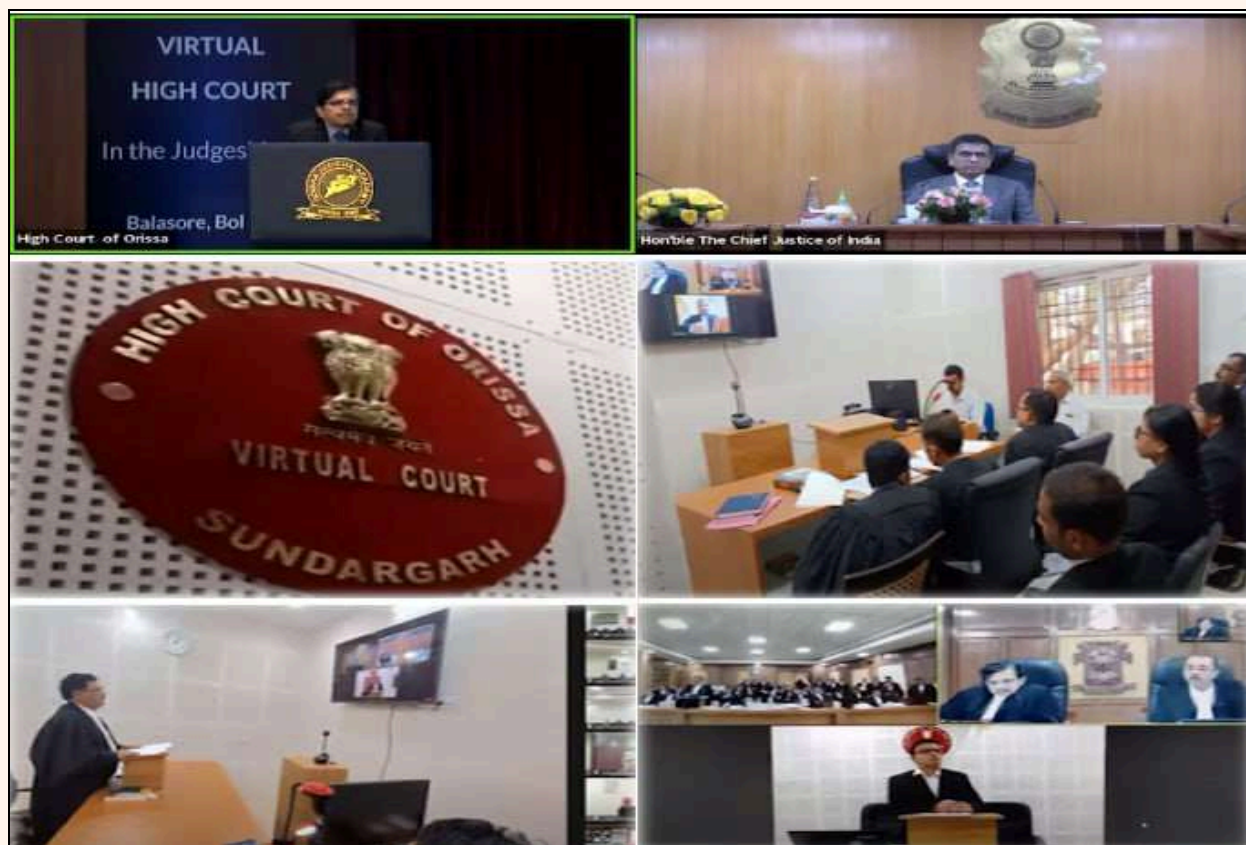 VIRTUAL
HIGH COURT
In the Judges'
Balasore, Bol
High Court of Orissa
Hon'ble The Chief Justice of India
HIGH COURT OF ORISSA
सत्यमेव जयते
VIRTUAL COURT
SUNDARGARH